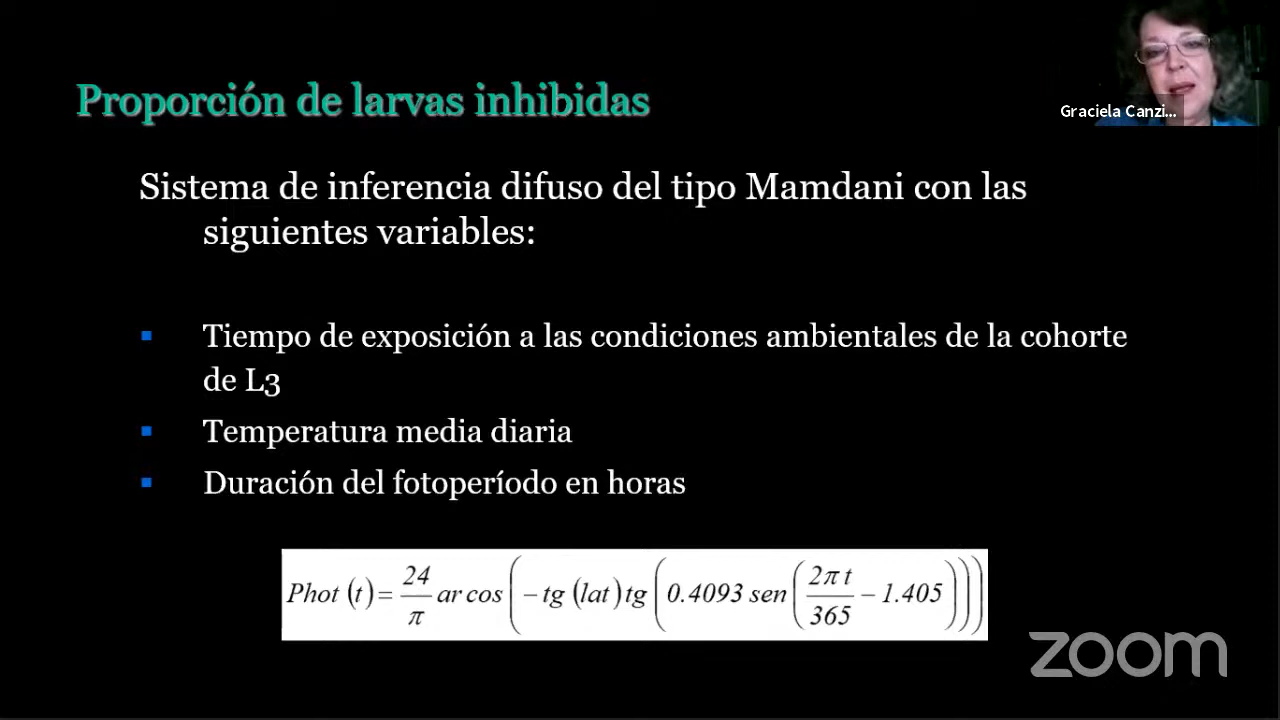 Proporción de larvas inhibidas
Graciela Canzi...
Sistema de inferencia difuso del tipo Mamdani con las
siguientes variables:
▪ Tiempo de exposición a las condiciones ambientales de la cohorte
de L3
▪ Temperatura media diaria
▪ Duración del fotoperíodo en horas
Phot (t) = 24/π ar cos ( − tg (lat) tg ( 0.4093 sen ( 2π t/365 − 1.405 ) ) )
zoom